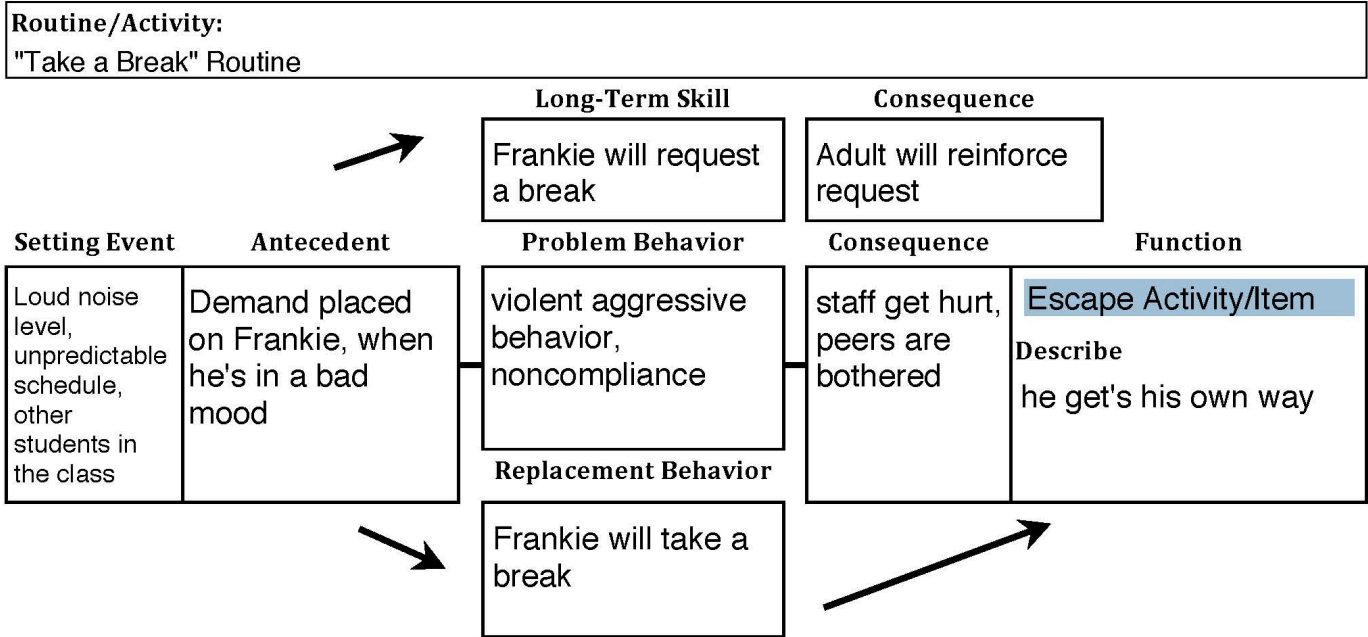 Routine/Activity:
"Take a Break" Routine
Long-Term Skill
Consequence
Frankie will request
a break
Adult will reinforce
request
Setting Event
Antecedent
Problem Behavior
Consequence
Function
Loud noise
level,
unpredictable
schedule,
other
students in
the class
Demand placed
on Frankie, when
he's in a bad
mood
violent aggressive
behavior,
noncompliance
staff get hurt,
peers are
bothered
Escape Activity/Item
Describe
he get's his own way
Replacement Behavior
Frankie will take a
break